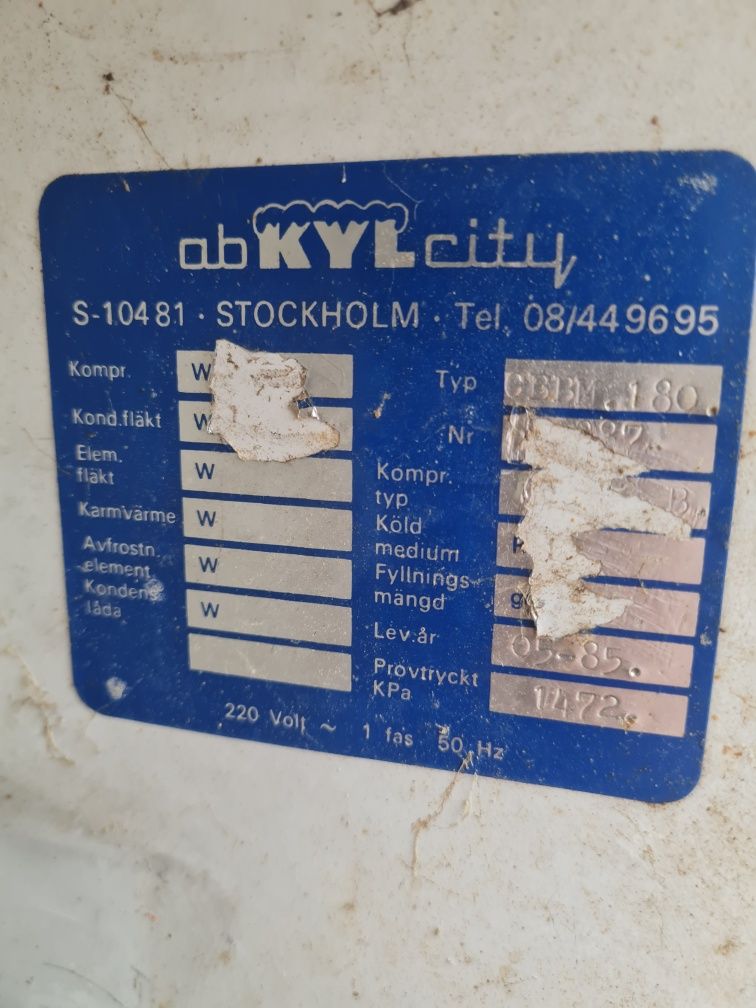 ab KYL city
S-104 81 · STOCKHOLM · Tel. 08/449695
Kompr. W
Kond.fläkt W
Elem. fläkt W
Karmvärme W
Avfrostn. element W
Kondens låda W
Typ 180.
Nr
Kompr. typ B
Köld medium
Fyllnings mängd
Lev.år 05-85.
Provtryckt KPa 1472.
220 Volt ~ 1 fas 50 Hz